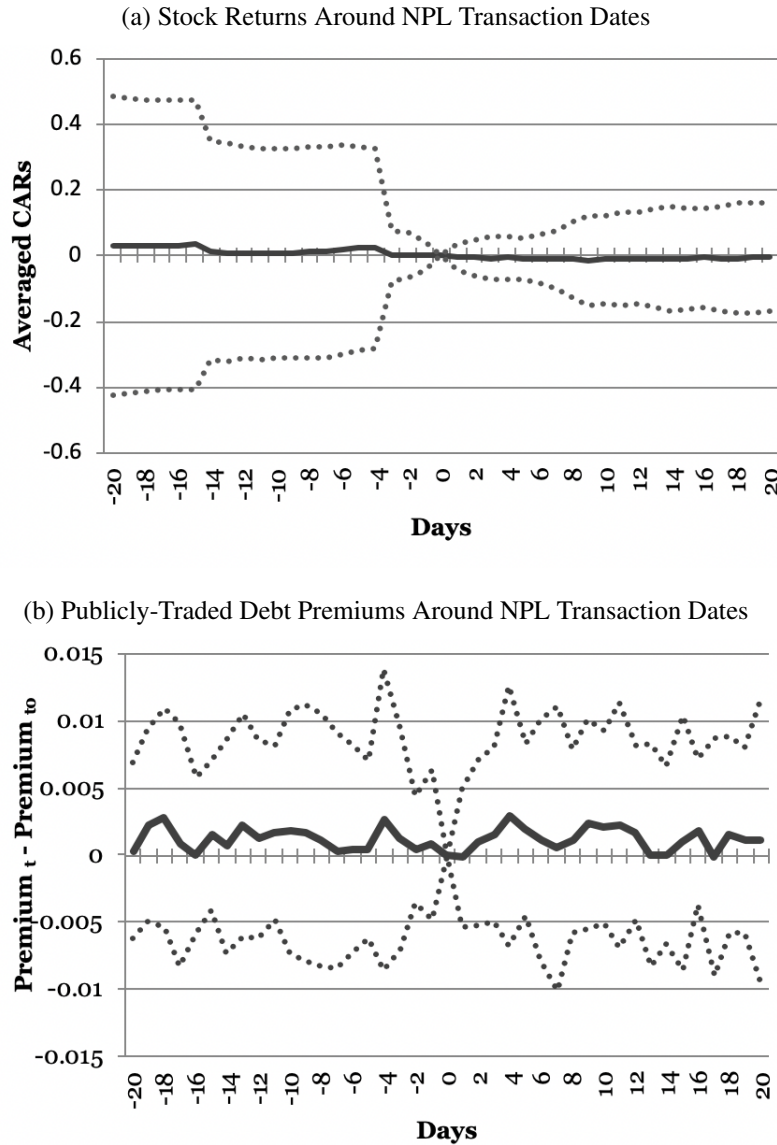 (a) Stock Returns Around NPL Transaction Dates
0.6
0.4
0.2
0
-0.2
-0.4
-0.6
Averaged CARs
-20 -18 -16 -14 -12 -10 -8 -6 -4 -2 0 2 4 6 8 10 12 14 16 18 20
Days
(b) Publicly-Traded Debt Premiums Around NPL Transaction Dates
0.015
0.01
0.005
0
-0.005
-0.01
-0.015
Premium t - Premium t0
-20 -18 -16 -14 -12 -10 -8 -6 -4 -2 0 2 4 6 8 10 12 14 16 18 20
Days